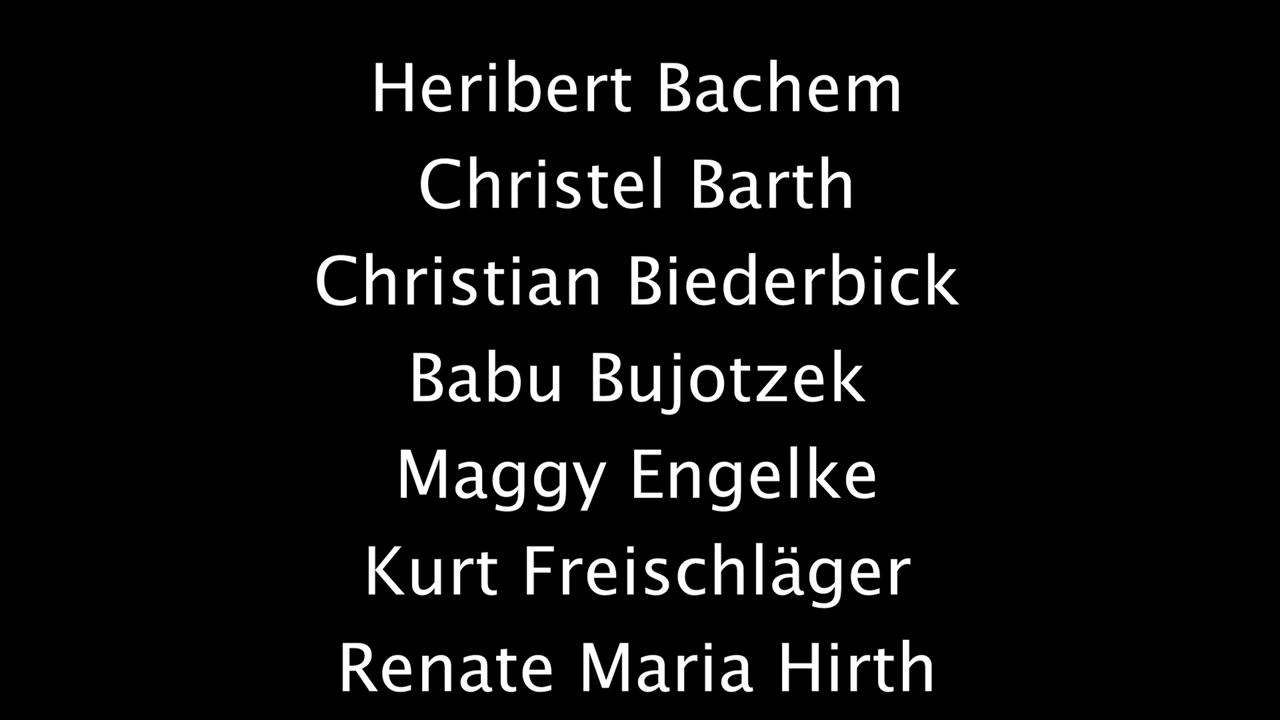 Heribert Bachem
Christel Barth
Christian Biederbick
Babu Bujotzek
Maggy Engelke
Kurt Freischläger
Renate Maria Hirth